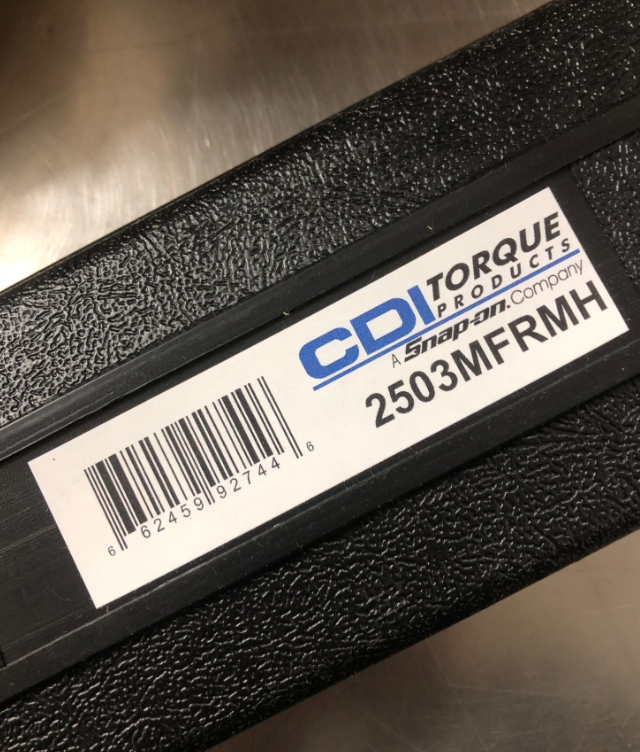 CDI TORQUE
PRODUCTS
A Snap-on Company
2503MFRMH
6 62459 92744 6